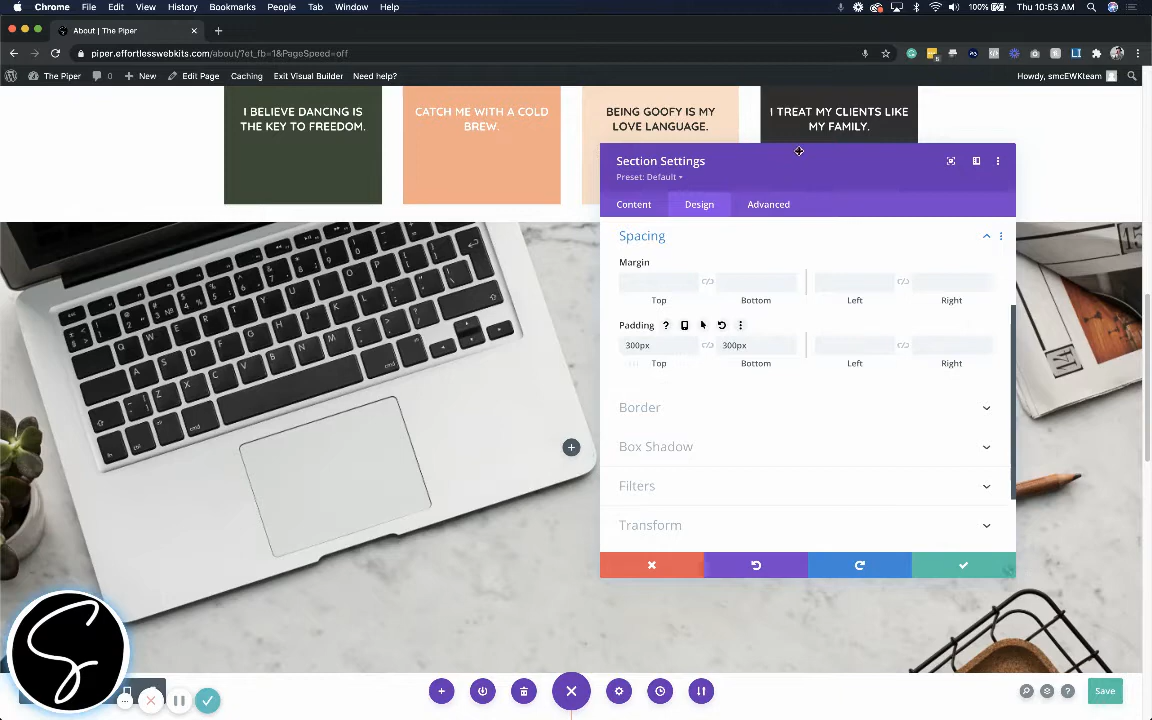 Chrome File Edit View History Bookmarks People Tab Window Help 100% Thu 10:53 AM
About | The Piper
piper.effortlesswebkits.com/about/?et_fb=1&PageSpeed=off
The Piper 0 New Edit Page Caching Exit Visual Builder Need help? Howdy, smcEWKteam
I BELIEVE DANCING IS
THE KEY TO FREEDOM.
CATCH ME WITH A COLD
BREW.
BEING GOOFY IS MY
LOVE LANGUAGE.
I TREAT MY CLIENTS LIKE
MY FAMILY.
Section Settings
Preset: Default
Content Design Advanced
Spacing
Margin
Top Bottom Left Right
Padding
300px 300px
Top Bottom Left Right
Border
Box Shadow
Filters
Transform
Save